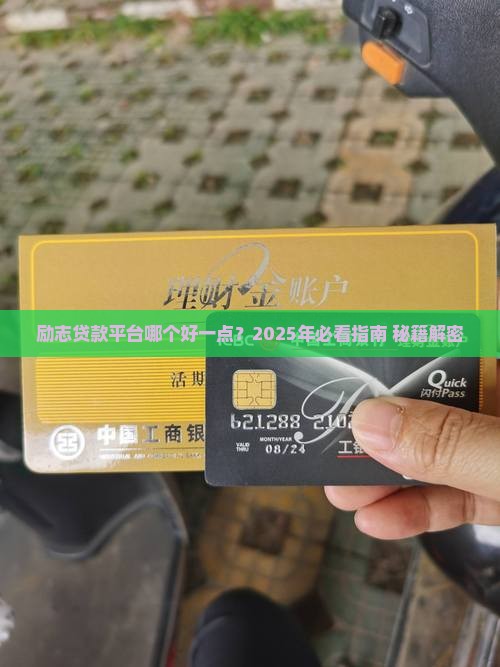 理财金账户
励志贷款平台哪个好一点？2025年必看指南 秘籍解密
活期
Quick
闪付Pass
中国工商银
621288 2102
MONTH/YEAR
VALID
THRU
08/24
工银